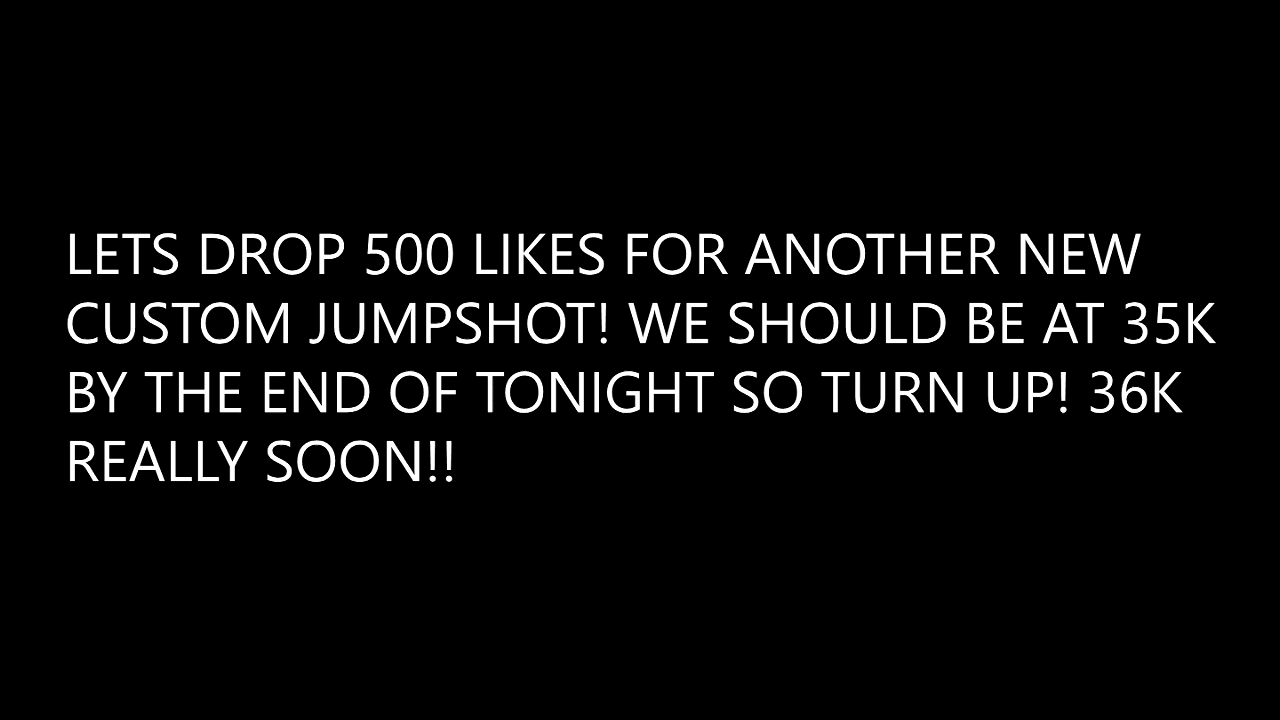 LETS DROP 500 LIKES FOR ANOTHER NEW
CUSTOM JUMPSHOT! WE SHOULD BE AT 35K
BY THE END OF TONIGHT SO TURN UP! 36K
REALLY SOON!!